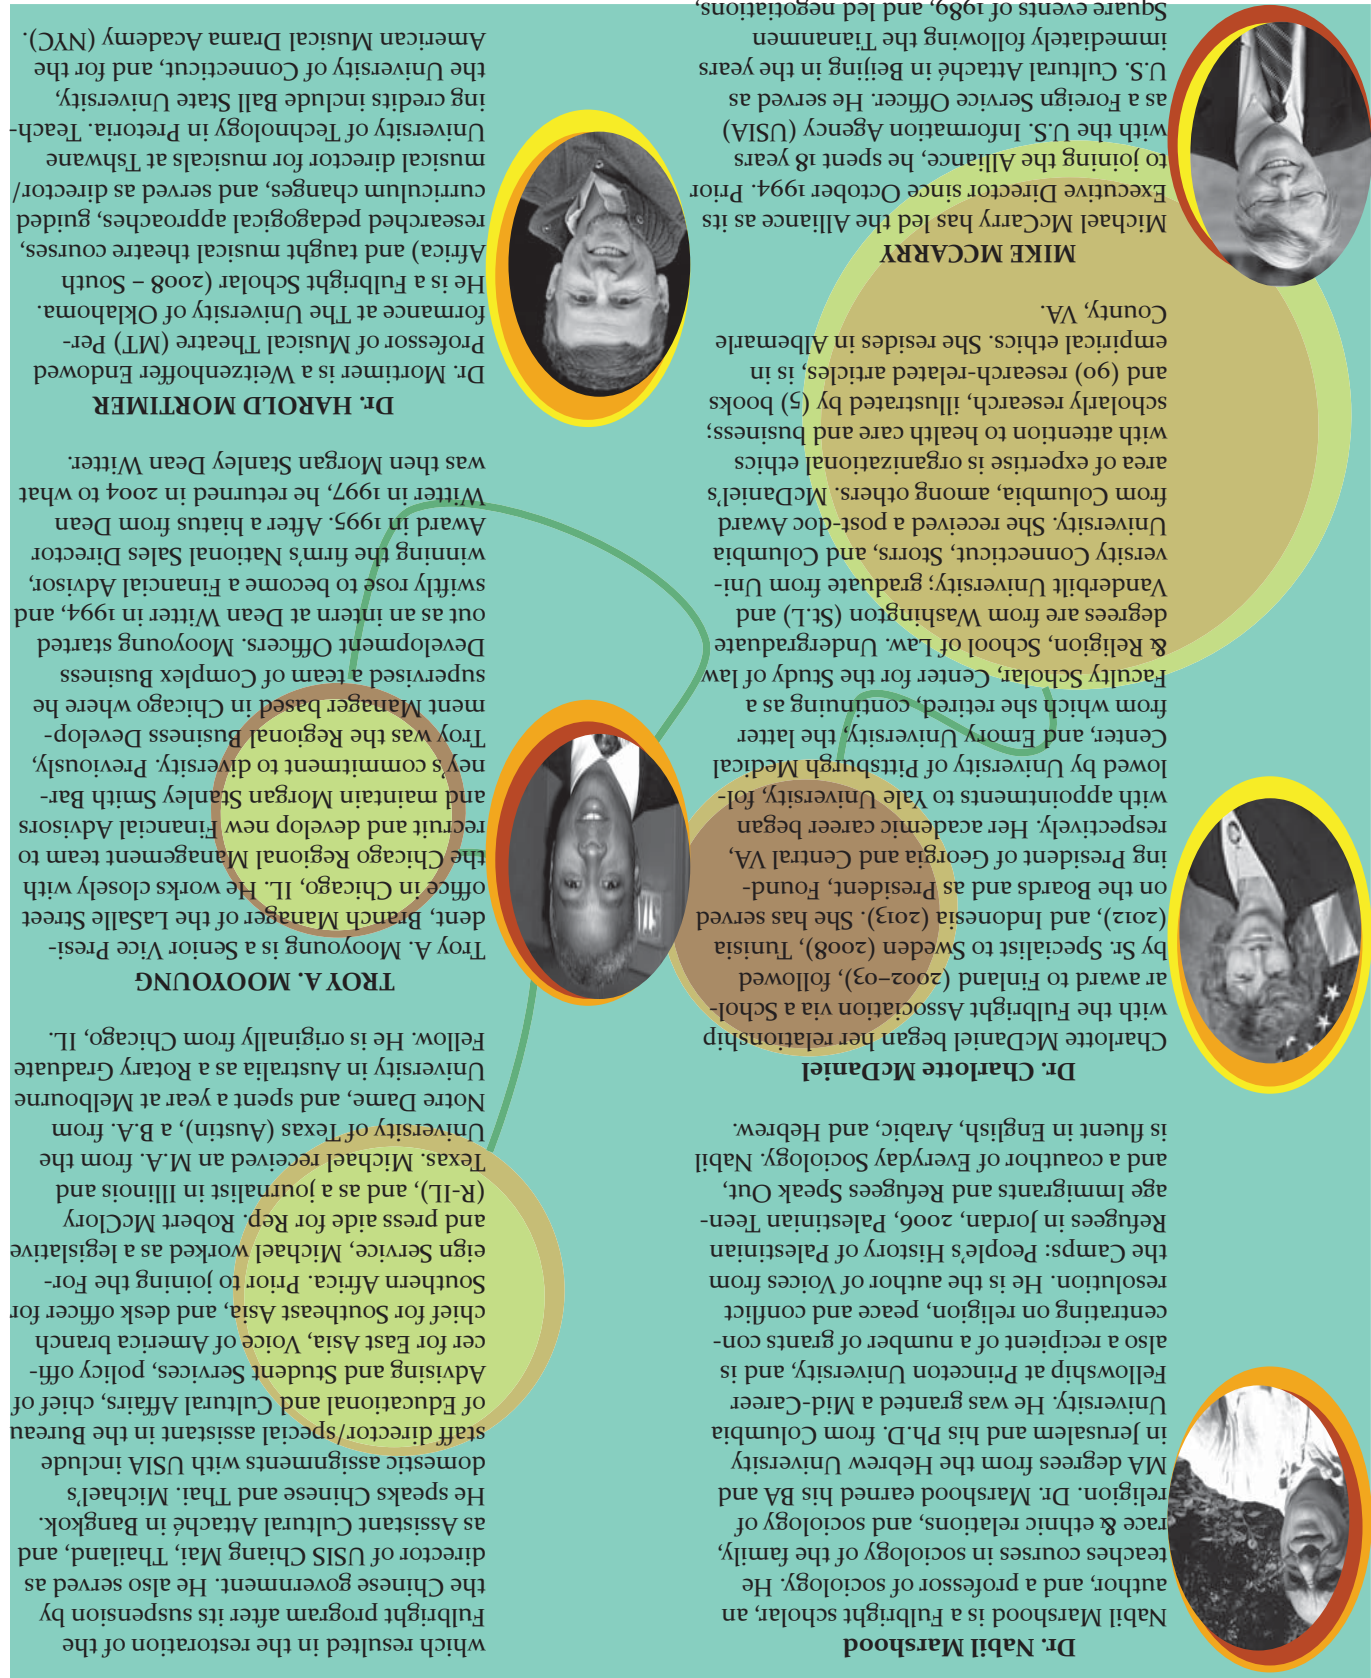 Dr. Nabil Marshood
Nabil Marshood is a Fulbright scholar, an
author, and a professor of sociology. He
teaches courses in sociology of the family,
race & ethnic relations, and sociology of
religion. Dr. Marshood earned his BA and
MA degrees from the Hebrew University
in Jerusalem and his Ph.D. from Columbia
University. He was granted a Mid-Career
Fellowship at Princeton University, and is
also a recipient of a number of grants con-
centrating on religion, peace and conflict
resolution. He is the author of Voices from
the Camps: People's History of Palestinian
Refugees in Jordan, 2006, Palestinian Teen-
age Immigrants and Refugees Speak Out,
and a coauthor of Everyday Sociology. Nabil
is fluent in English, Arabic, and Hebrew.
Dr. Charlotte McDaniel
Charlotte McDaniel began her relationship
with the Fulbright Association via a Schol-
ar award to Finland (2002–03), followed
by Sr. Specialist to Sweden (2008), Tunisia
(2012), and Indonesia (2013). She has served
on the Boards and as President, Found-
ing President of Georgia and Central VA,
respectively. Her academic career began
with appointments to Yale University, fol-
lowed by University of Pittsburgh Medical
Center, and Emory University, the latter
from which she retired, continuing as a
Faculty Scholar, Center for the Study of law
& Religion, School of Law. Undergraduate
degrees are from Washington (St.L) and
Vanderbilt University; graduate from Uni-
versity Connecticut, Storrs, and Columbia
University. She received a post-doc Award
from Columbia, among others. McDaniel's
area of expertise is organizational ethics
with attention to health care and business;
scholarly research, illustrated by (5) books
and (90) research-related articles, is in
empirical ethics. She resides in Albemarle
County, VA.
MIKE MCCARRY
Michael McCarry has led the Alliance as its
Executive Director since October 1994. Prior
to joining the Alliance, he spent 18 years
with the U.S. Information Agency (USIA)
as a Foreign Service Officer. He served as
U.S. Cultural Attaché in Beijing in the years
immediately following the Tiananmen
Square events of 1989, and led negotiations,
which resulted in the restoration of the
Fulbright program after its suspension by
the Chinese government. He also served as
director of USIS Chiang Mai, Thailand, and
as Assistant Cultural Attaché in Bangkok.
He speaks Chinese and Thai. Michael's
domestic assignments with USIA include
staff director/special assistant in the Bureau
of Educational and Cultural Affairs, chief of
Advising and Student Services, policy offi-
cer for East Asia, Voice of America branch
chief for Southeast Asia, and desk officer for
Southern Africa. Prior to joining the For-
eign Service, Michael worked as a legislative
and press aide for Rep. Robert McClory
(R-IL), and as a journalist in Illinois and
Texas. Michael received an M.A. from the
University of Texas (Austin), a B.A. from
Notre Dame, and spent a year at Melbourne
University in Australia as a Rotary Graduate
Fellow. He is originally from Chicago, IL.
TROY A. MOOYOUNG
Troy A. Mooyoung is a Senior Vice Presi-
dent, Branch Manager of the LaSalle Street
office in Chicago, IL. He works closely with
the Chicago Regional Management team to
recruit and develop new Financial Advisors
and maintain Morgan Stanley Smith Bar-
ney's commitment to diversity. Previously,
Troy was the Regional Business Develop-
ment Manager based in Chicago where he
supervised a team of Complex Business
Development Officers. Mooyoung started
out as an intern at Dean Witter in 1994, and
swiftly rose to become a Financial Advisor,
winning the firm's National Sales Director
Award in 1995. After a hiatus from Dean
Witter in 1997, he returned in 2004 to what
was then Morgan Stanley Dean Witter.
Dr. HAROLD MORTIMER
Dr. Mortimer is a Weitzenhoffer Endowed
Professor of Musical Theatre (MT) Per-
formance at The University of Oklahoma.
He is a Fulbright Scholar (2008 – South
Africa) and taught musical theatre courses,
researched pedagogical approaches, guided
curriculum changes, and served as director/
musical director for musicals at Tshwane
University of Technology in Pretoria. Teach-
ing credits include Ball State University,
the University of Connecticut, and for the
American Musical Drama Academy (NYC).